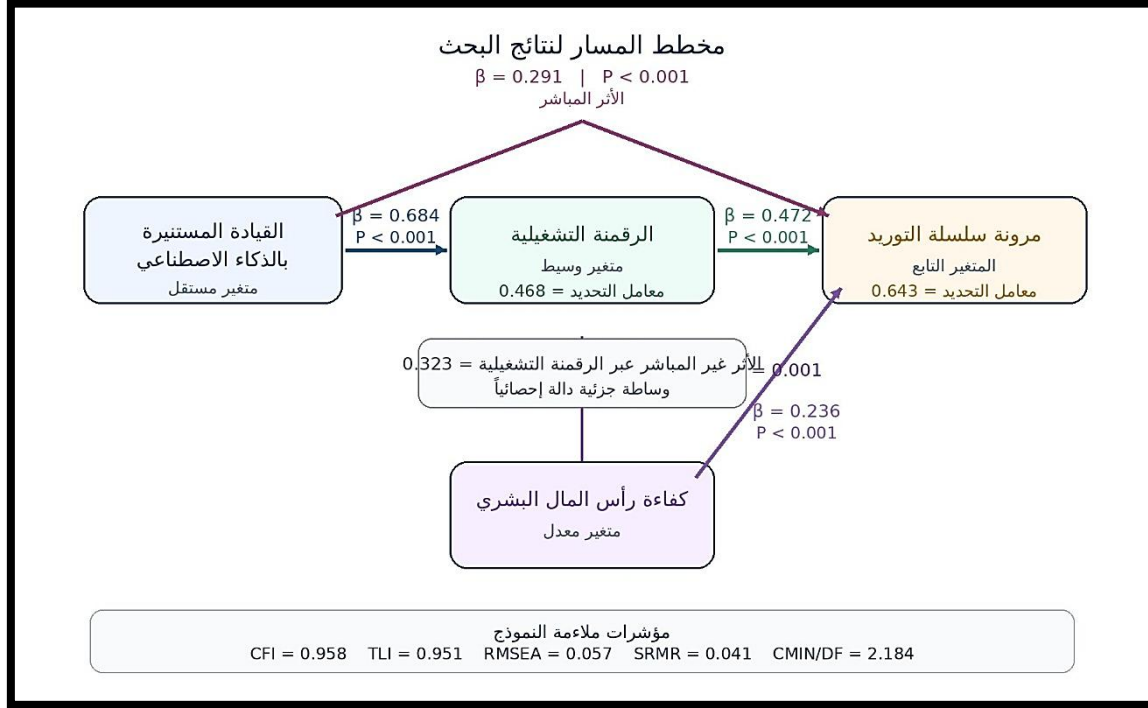 مخطط المسار لنتائج البحث
β = 0.291 | P < 0.001
الأثر المباشر
القيادة المستنيرة
بالذكاء الاصطناعي
متغير مستقل
β = 0.684
P < 0.001
الرقمنة التشغيلية
متغير وسيط
معامل التحديد = 0.468
β = 0.472
P < 0.001
مرونة سلسلة التوريد
المتغير التابع
معامل التحديد = 0.643
الأثر غير المباشر عبر الرقمنة التشغيلية = 0.323
وساطة جزئية دالة إحصائياً
= 0.001
β = 0.236
P < 0.001
كفاءة رأس المال البشري
متغير معدل
مؤشرات ملاءمة النموذج
CFI = 0.958 TLI = 0.951 RMSEA = 0.057 SRMR = 0.041 CMIN/DF = 2.184